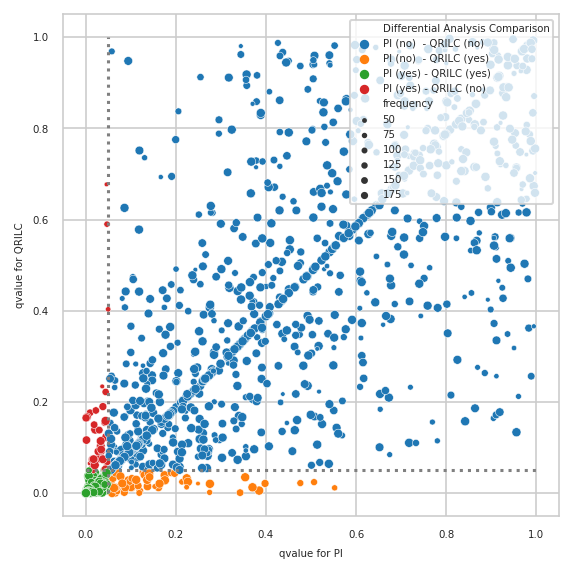 Differential Analysis Comparison
PI (no) - QRILC (no)
PI (no) - QRILC (yes)
PI (yes) - QRILC (yes)
PI (yes) - QRILC (no)
frequency
50
75
100
125
150
175
1.0
0.8
0.6
0.4
0.2
0.0
qvalue for QRILC
0.0 0.2 0.4 0.6 0.8 1.0
qvalue for PI